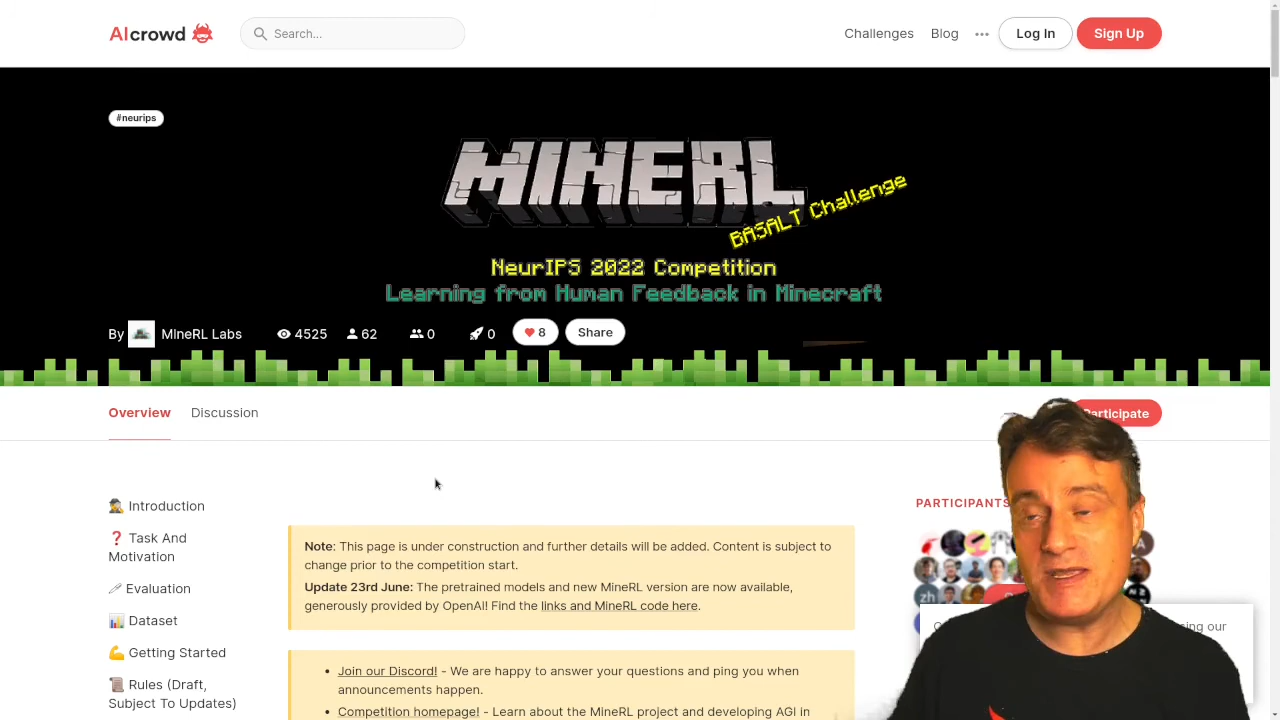 AIcrowd
Search...
Challenges Blog ••• Log In Sign Up
#neurips
MINERL
BASALT Challenge
NeurIPS 2022 Competition
Learning from Human Feedback in Minecraft
By MineRL Labs 4525 62 0 0 8 Share
Overview Discussion
Participate
Introduction
Task And
Motivation
Evaluation
Dataset
Getting Started
Rules (Draft,
Subject To Updates)
Note: This page is under construction and further details will be added. Content is subject to
change prior to the competition start.
Update 23rd June: The pretrained models and new MineRL version are now available,
generously provided by OpenAI! Find the links and MineRL code here.
• Join our Discord! - We are happy to answer your questions and ping you when
announcements happen.
• Competition homepage! - Learn about the MineRL project and developing AGI in
PARTICIPANTS
zh
A
our